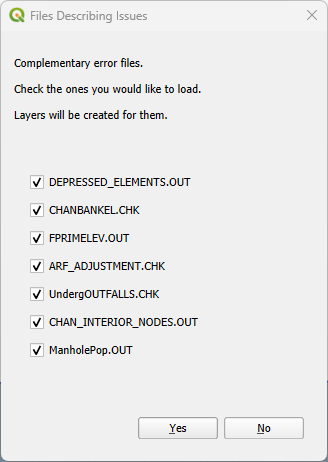 Files Describing Issues
Complementary error files.
Check the ones you would like to load.
Layers will be created for them.
DEPRESSED_ELEMENTS.OUT
CHANBANKEL.CHK
FPRIMELEV.OUT
ARF_ADJUSTMENT.CHK
UndergOUTFALLS.CHK
CHAN_INTERIOR_NODES.OUT
ManholePop.OUT
Yes No